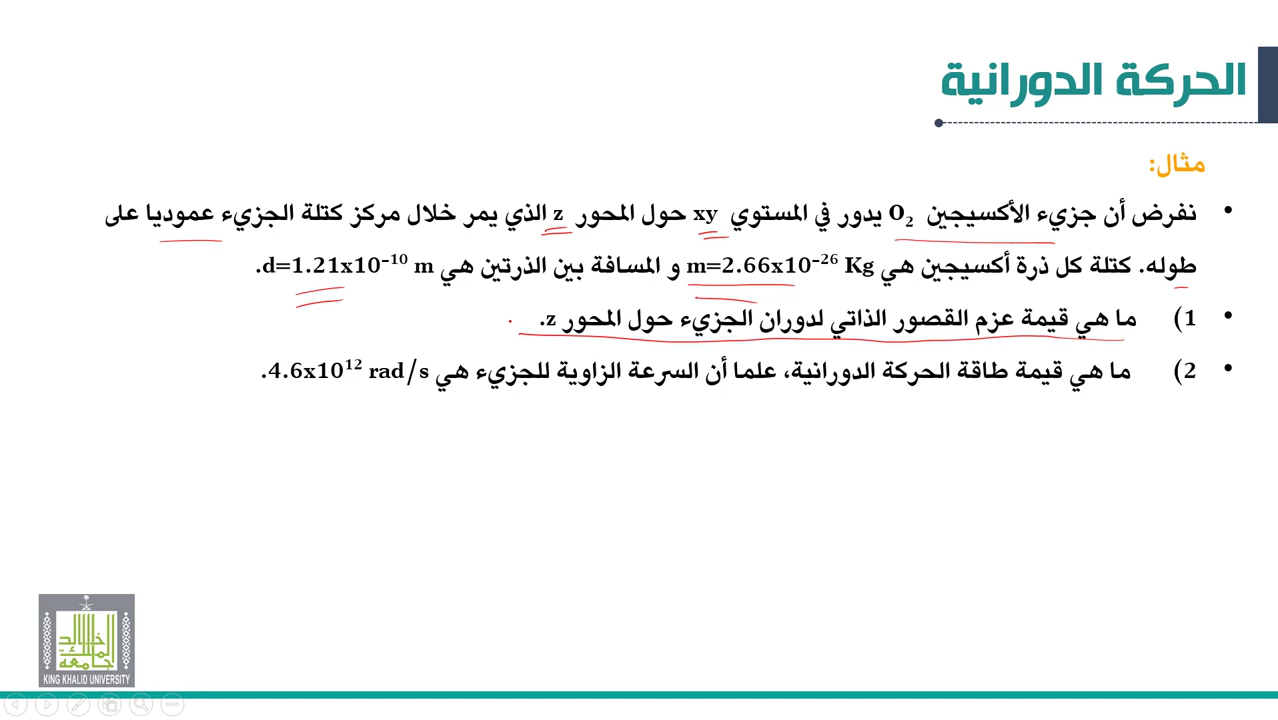 الحركة الدورانية
مثال:
• نفرض أن جزيء الأكسيجين O₂ يدور في المستوي xy حول المحور z الذي يمر خلال مركز كتلة الجزيء عموديا على
طوله. كتلة كل ذرة أكسيجين هي m=2.66x10⁻²⁶ Kg و المسافة بين الذرتين هي d=1.21x10⁻¹⁰ m.
• 1) ما هي قيمة عزم القصور الذاتي لدوران الجزيء حول المحور z.
• 2) ما هي قيمة طاقة الحركة الدورانية، علما أن السرعة الزاوية للجزيء هي 4.6x10¹² rad/s.
جامعة الملك خالد
KING KHALID UNIVERSITY